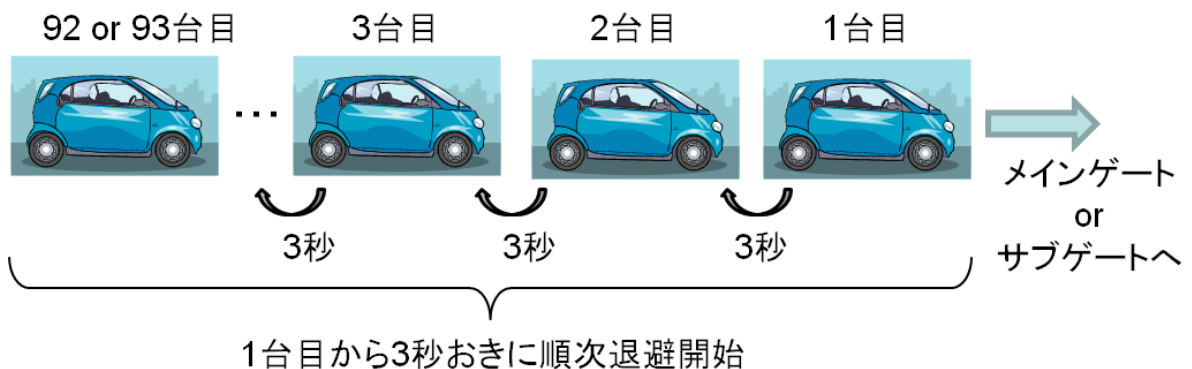 92 or 93台目
3台目
2台目
1台目
…
3秒
3秒
3秒
メインゲート
or
サブゲートへ
1台目から3秒おきに順次退避開始